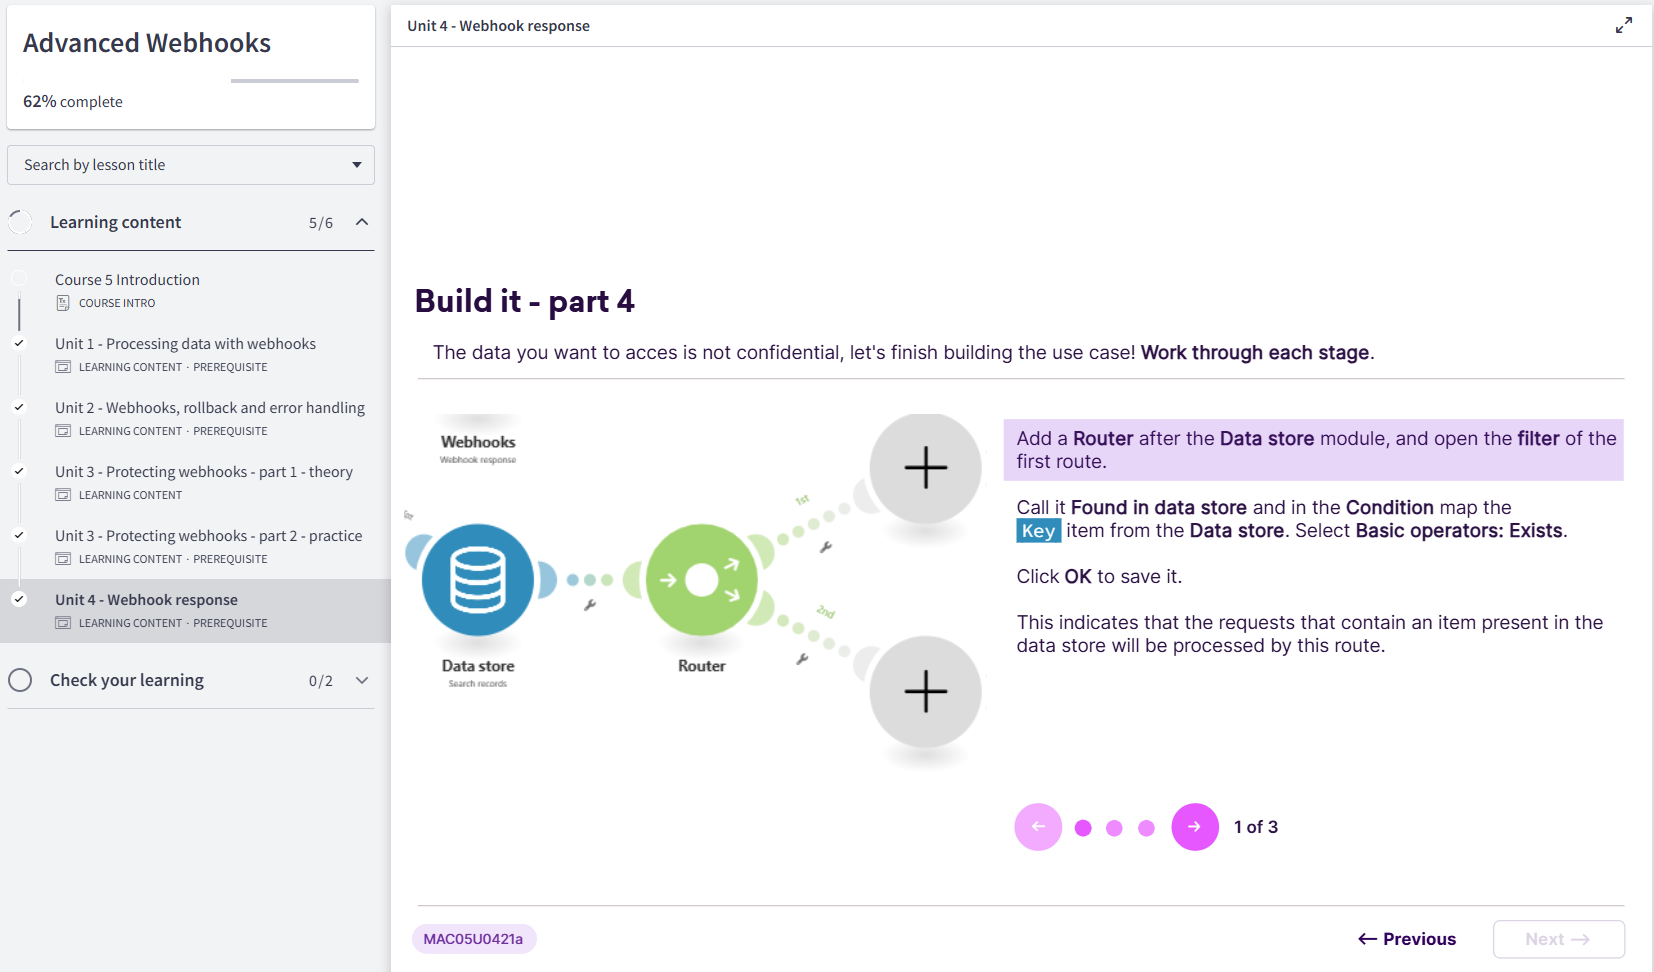 Advanced Webhooks
62% complete
Search by lesson title
Learning content 5/6
Course 5 Introduction
COURSE INTRO
Unit 1 - Processing data with webhooks
LEARNING CONTENT · PREREQUISITE
Unit 2 - Webhooks, rollback and error handling
LEARNING CONTENT · PREREQUISITE
Unit 3 - Protecting webhooks - part 1 - theory
LEARNING CONTENT
Unit 3 - Protecting webhooks - part 2 - practice
LEARNING CONTENT · PREREQUISITE
Unit 4 - Webhook response
LEARNING CONTENT · PREREQUISITE
Check your learning 0/2
Unit 4 - Webhook response
Build it - part 4
The data you want to acces is not confidential, let's finish building the use case! Work through each stage.
Webhooks
Webhook response
1st
Data store
Search records
Router
2nd
Add a Router after the Data store module, and open the filter of the
first route.
Call it Found in data store and in the Condition map the
Key item from the Data store. Select Basic operators: Exists.
Click OK to save it.
This indicates that the requests that contain an item present in the
data store will be processed by this route.
1 of 3
MAC05U0421a
← Previous
Next →